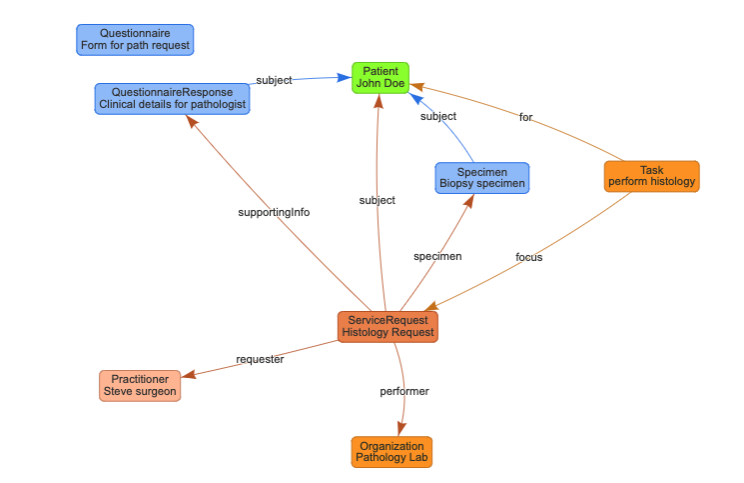 Questionnaire
Form for path request
Patient
John Doe
subject
QuestionnaireResponse
Clinical details for pathologist
subject
for
Specimen
Biopsy specimen
Task
perform histology
subject
supportingInfo
specimen
focus
ServiceRequest
Histology Request
requester
Practitioner
Steve surgeon
performer
Organization
Pathology Lab